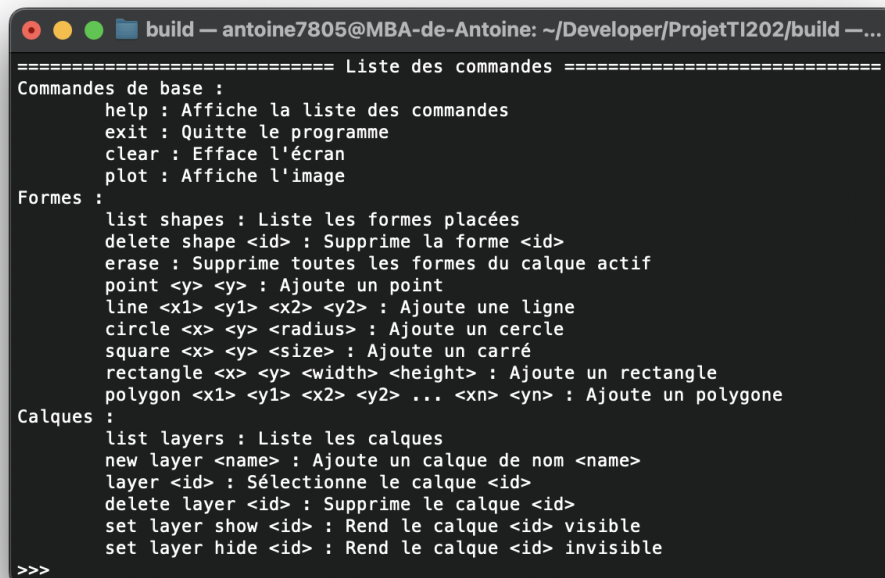 build — antoine7805@MBA-de-Antoine: ~/Developer/ProjetTI202/build —...
============================= Liste des commandes =============================
Commandes de base :
help : Affiche la liste des commandes
exit : Quitte le programme
clear : Efface l'écran
plot : Affiche l'image
Formes :
list shapes : Liste les formes placées
delete shape <id> : Supprime la forme <id>
erase : Supprime toutes les formes du calque actif
point <y> <y> : Ajoute un point
line <x1> <y1> <x2> <y2> : Ajoute une ligne
circle <x> <y> <radius> : Ajoute un cercle
square <x> <y> <size> : Ajoute un carré
rectangle <x> <y> <width> <height> : Ajoute un rectangle
polygon <x1> <y1> <x2> <y2> ... <xn> <yn> : Ajoute un polygone
Calques :
list layers : Liste les calques
new layer <name> : Ajoute un calque de nom <name>
layer <id> : Sélectionne le calque <id>
delete layer <id> : Supprime le calque <id>
set layer show <id> : Rend le calque <id> visible
set layer hide <id> : Rend le calque <id> invisible
>>>